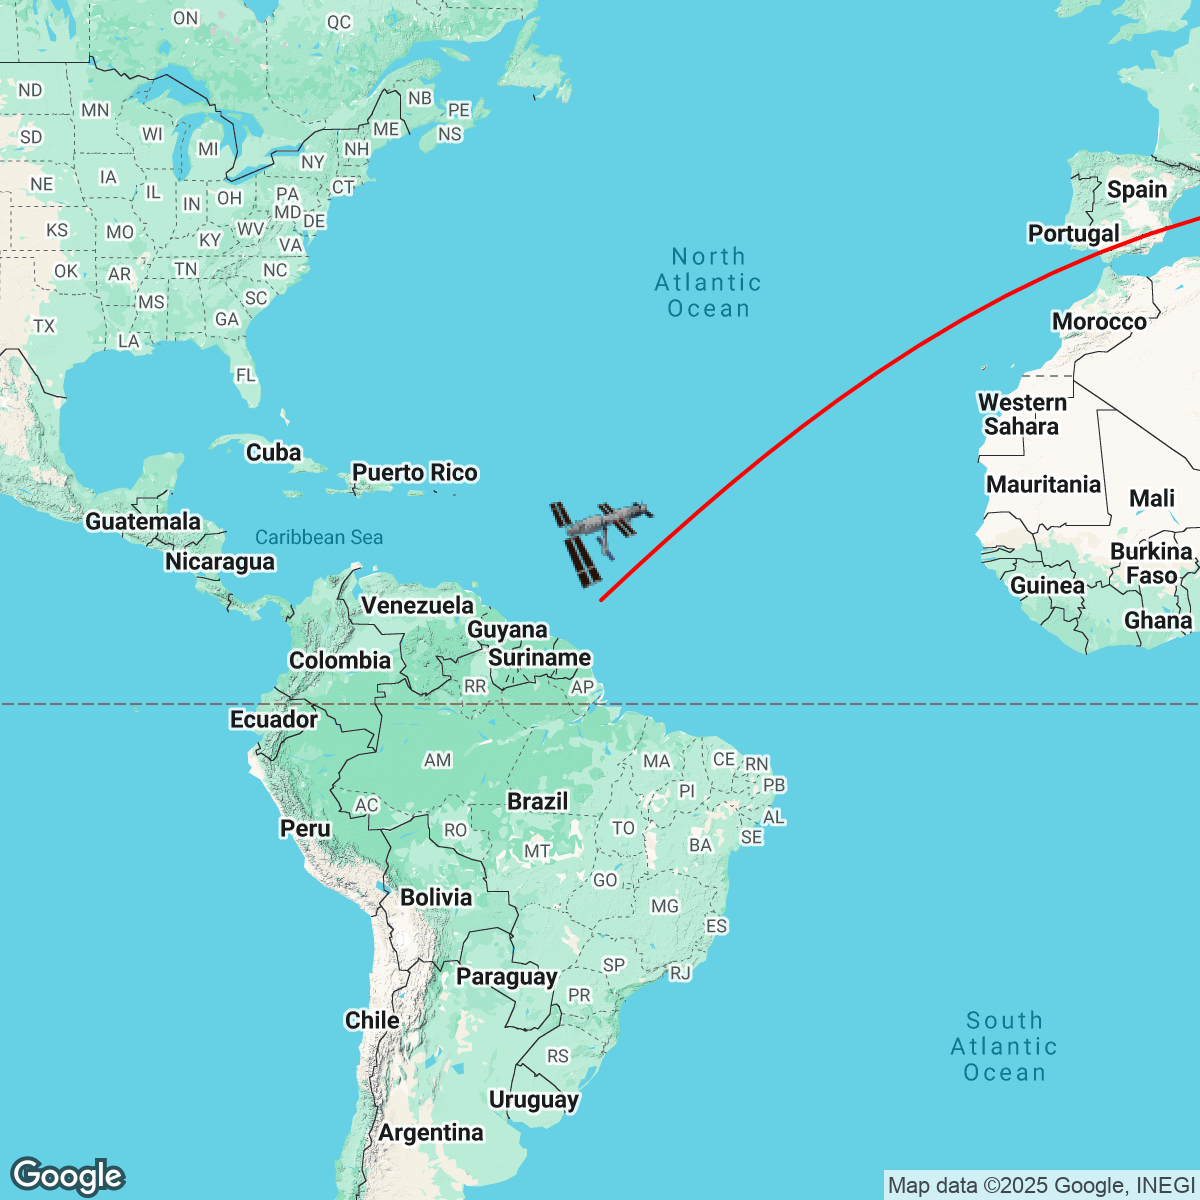 ON
QC
ND
MN
NB
PE
SD
WI
ME
NS
MI
NH
NY
NE
IA
IL
IN
OH
PA
CT
MD
DE
KS
MO
WV
KY
VA
OK
AR
TN
NC
MS
SC
TX
GA
LA
FL
Spain
Portugal
North
Atlantic
Ocean
Morocco
Western
Sahara
Cuba
Puerto Rico
Mauritania
Mali
Guatemala
Caribbean Sea
Nicaragua
Burkina
Faso
Guinea
Ghana
Venezuela
Guyana
Suriname
Colombia
RR
AP
Ecuador
AM
MA
CE
RN
PB
PI
AC
Brazil
AL
Peru
RO
TO
SE
MT
BA
GO
Bolivia
MG
ES
SP
RJ
Paraguay
PR
Chile
South
Atlantic
Ocean
RS
Uruguay
Argentina
Google
Map data ©2025 Google, INEGI